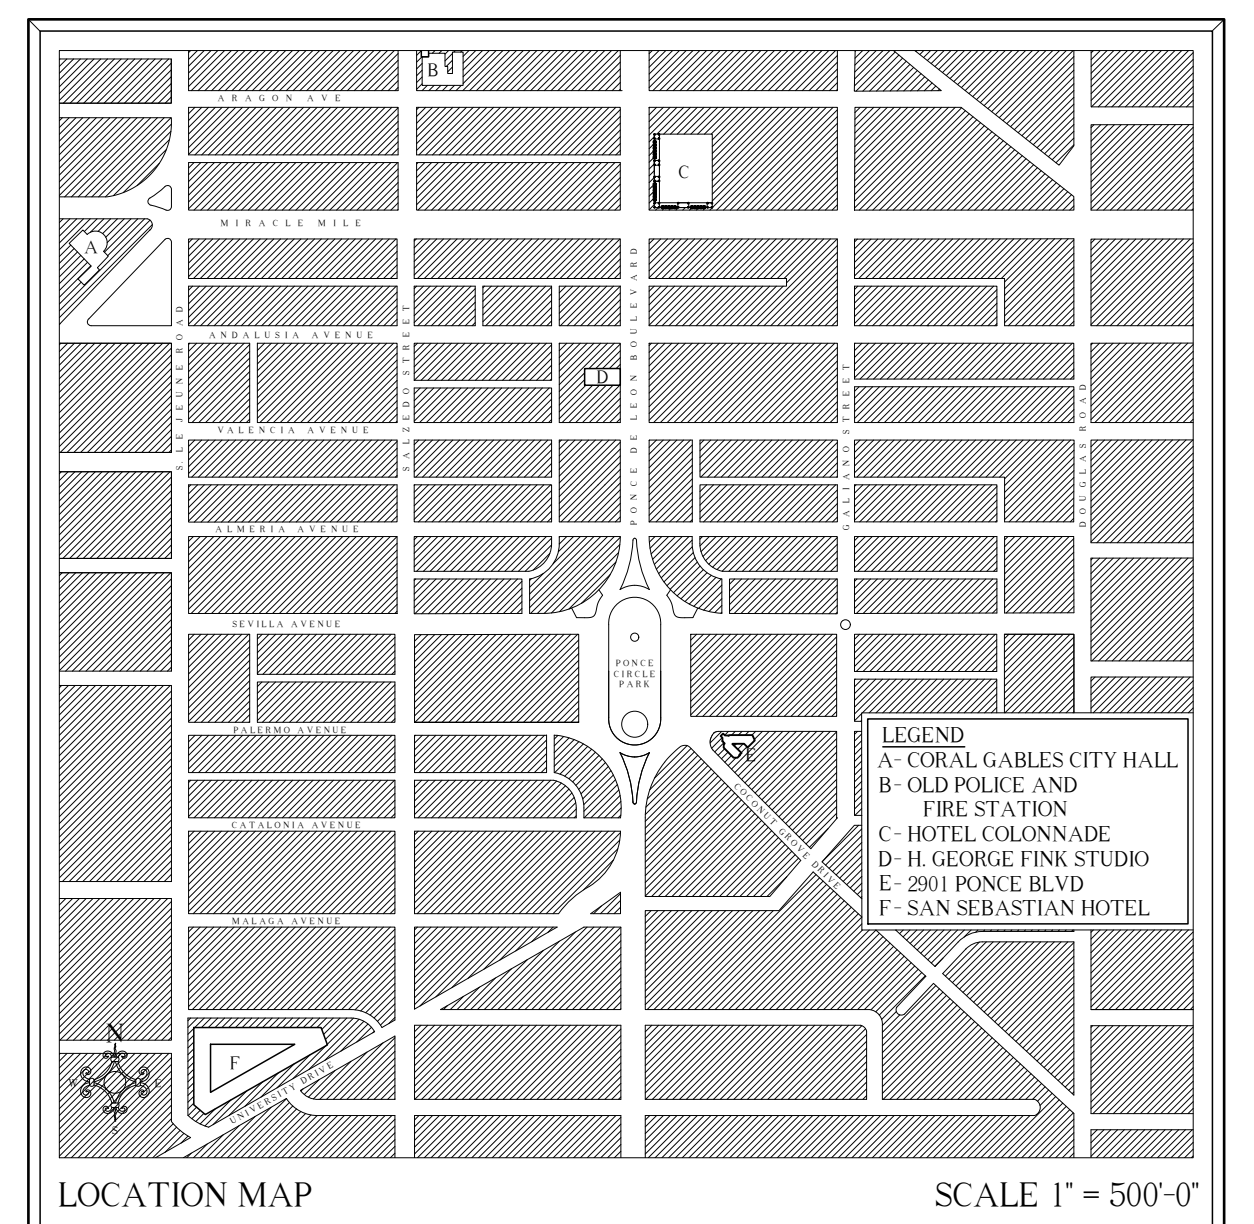 B
ARAGON AVE
C
MIRACLE MILE
A
S. LE JEUNE ROAD
ANDALUSIA AVENUE
SALZEDO STREET
PONCE DE LEON BOULEVARD
D
GALIANO STREET
DOUGLAS ROAD
VALENCIA AVENUE
ALMERIA AVENUE
SEVILLA AVENUE
PONCE
CIRCLE
PARK
PALERMO AVENUE
E
COCONUT GROVE DRIVE
CATALONIA AVENUE
MALAGA AVENUE
LEGEND
A- CORAL GABLES CITY HALL
B- OLD POLICE AND
FIRE STATION
C- HOTEL COLONNADE
D- H. GEORGE FINK STUDIO
E- 2901 PONCE BLVD
F- SAN SEBASTIAN HOTEL
N
W
E
S
F
UNIVERSITY DRIVE
LOCATION MAP
SCALE 1" = 500'-0"